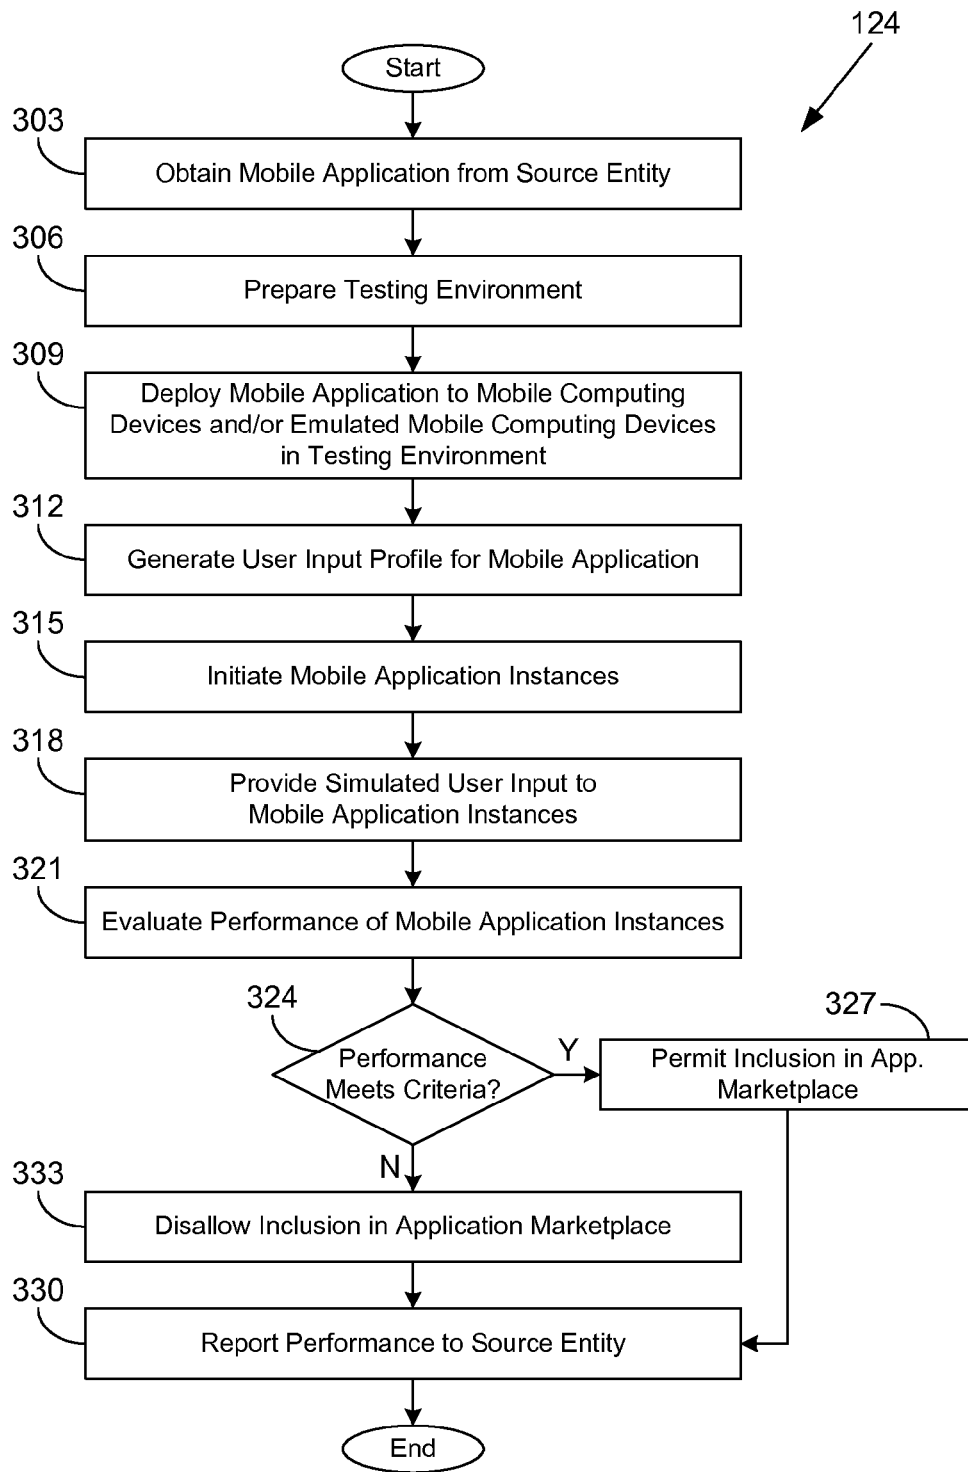 124
Start
303
Obtain Mobile Application from Source Entity
306
Prepare Testing Environment
309
Deploy Mobile Application to Mobile Computing
Devices and/or Emulated Mobile Computing Devices
in Testing Environment
312
Generate User Input Profile for Mobile Application
315
Initiate Mobile Application Instances
318
Provide Simulated User Input to
Mobile Application Instances
321
Evaluate Performance of Mobile Application Instances
324
Performance
Meets Criteria?
Y
327
Permit Inclusion in App.
Marketplace
N
333
Disallow Inclusion in Application Marketplace
330
Report Performance to Source Entity
End